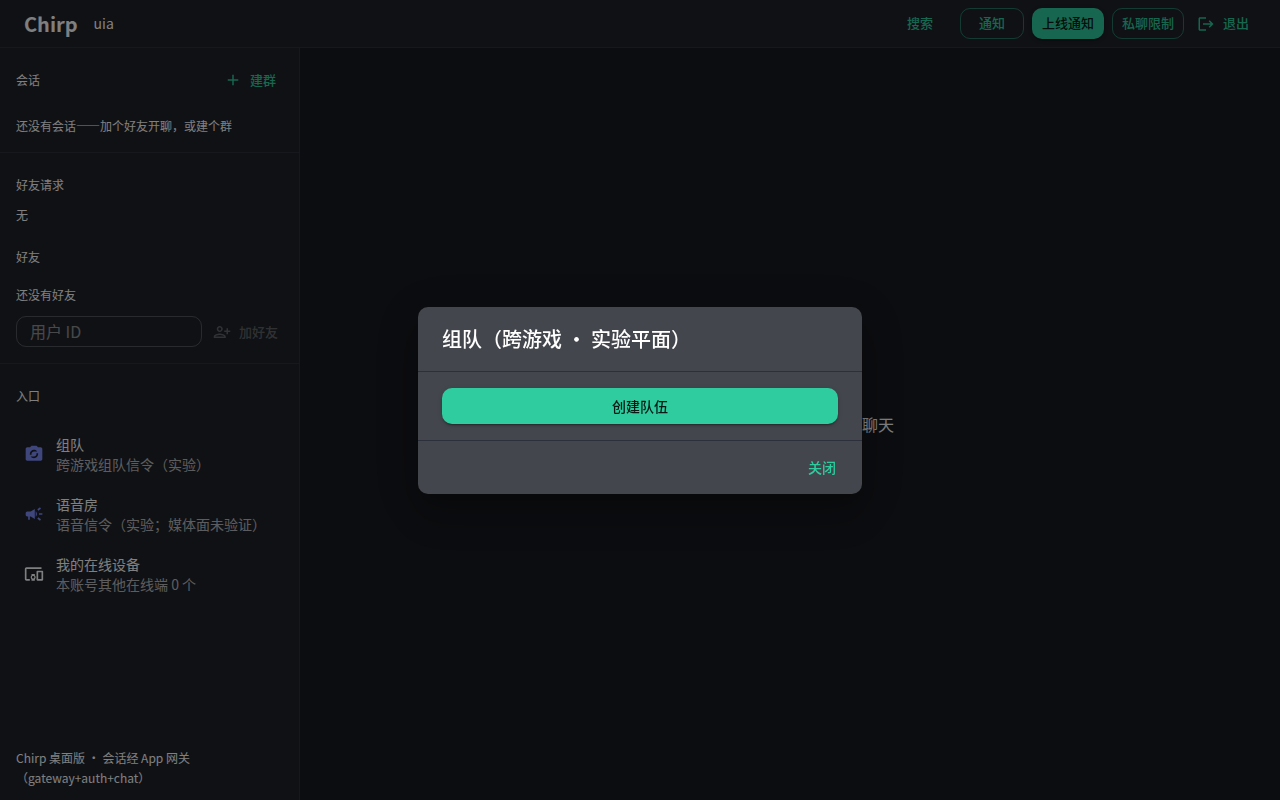 Chirp uia 搜索 通知 上线通知 私聊限制 退出
会话 建群
还没有会话——加个好友开聊，或建个群
好友请求
无
好友
还没有好友
用户 ID 加好友
入口
组队
跨游戏组队信令（实验）
语音房
语音信令（实验；媒体面未验证）
我的在线设备
本账号其他在线端 0 个
Chirp 桌面版 · 会话经 App 网关
（gateway+auth+chat）
组队（跨游戏 · 实验平面）
创建队伍
聊天
关闭